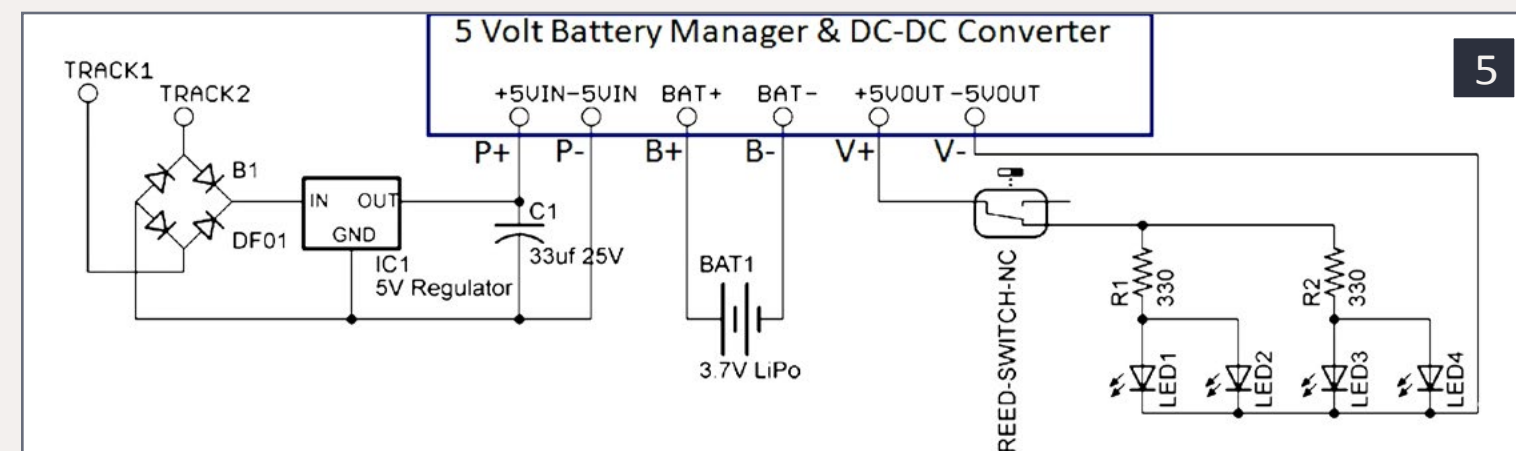 5 Volt Battery Manager & DC-DC Converter
5
TRACK1
TRACK2
+5VIN-5VIN BAT+ BAT- +5VOUT-5VOUT
P+ P- B+ B- V+ V-
B1
DF01
IN OUT
GND
IC1
5V Regulator
C1
33uf 25V
BAT1
3.7V LiPo
REED-SWITCH-NC
R1
330
R2
330
LED1
LED2
LED3
LED4